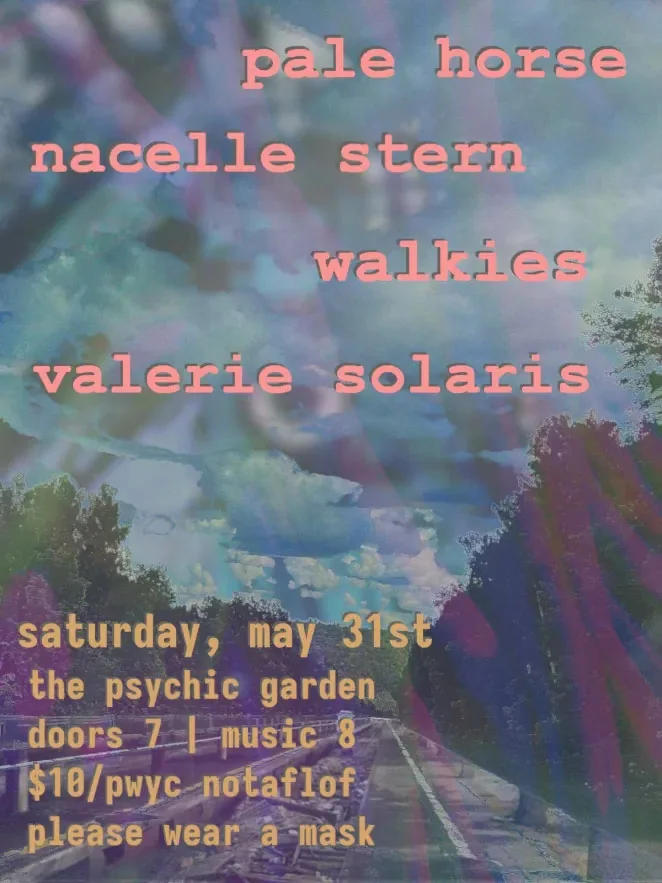 pale horse
nacelle stern
walkies
valerie solaris
saturday, may 31st
the psychic garden
doors 7 | music 8
$10/pwyc notaflof
please wear a mask